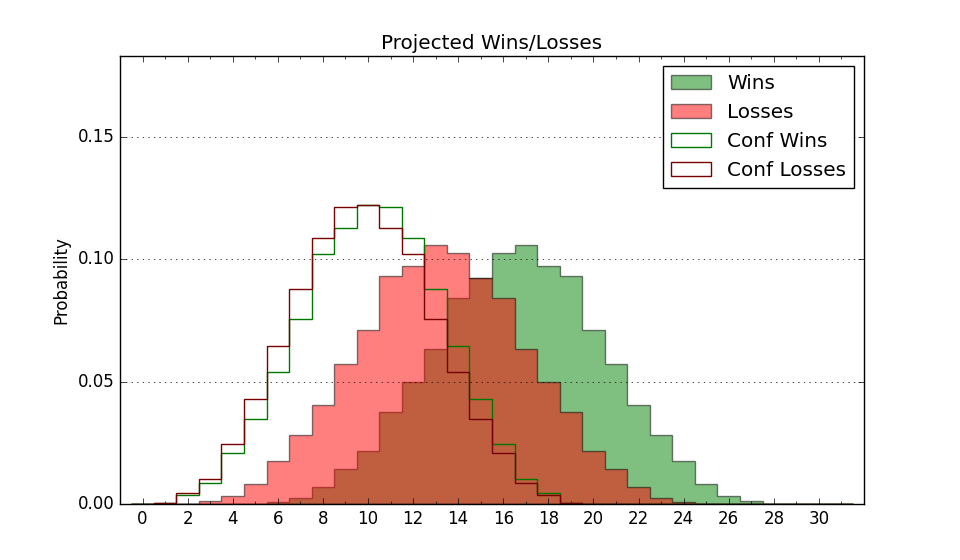 Projected Wins/Losses
Wins
Losses
Conf Wins
Conf Losses
Probability
0.15
0.10
0.05
0.00
0 2 4 6 8 10 12 14 16 18 20 22 24 26 28 30